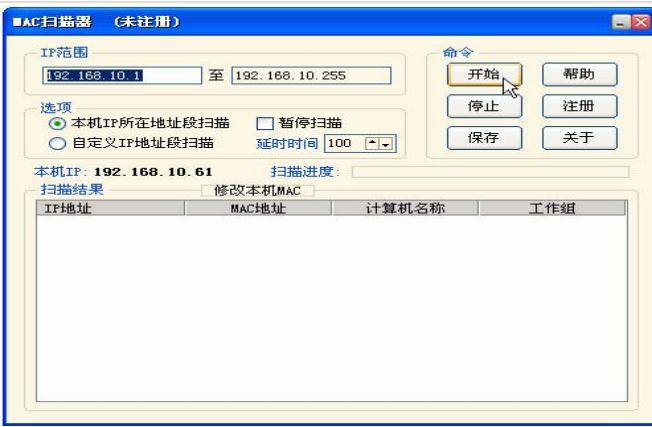 MAC扫描器 (未注册)
IP范围
192.168.10.1 至 192.168.10.255
命令
开始 帮助
停止 注册
保存 关于
选项
本机IP所在地址段扫描 暂停扫描
自定义IP地址段扫描 延时时间 100
本机IP: 192.168.10.61 扫描进度:
扫描结果 修改本机MAC
IP地址 MAC地址 计算机名称 工作组